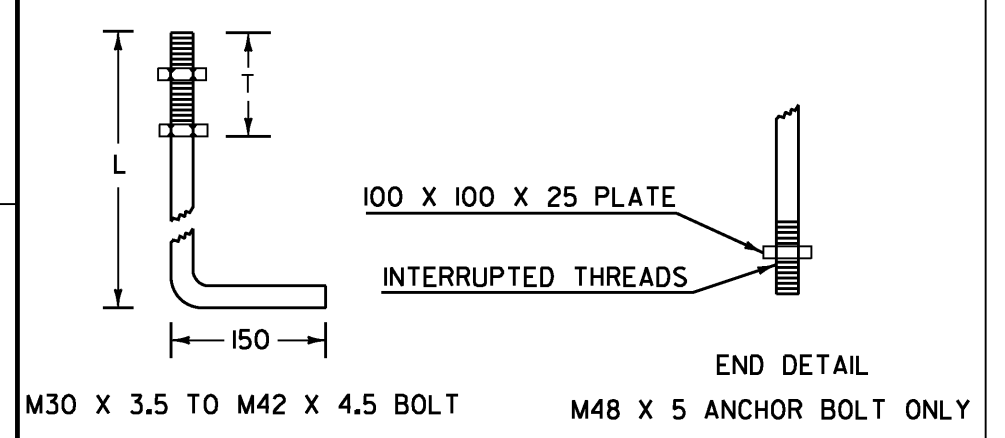 T
L
100 X 100 X 25 PLATE
INTERRUPTED THREADS
150
END DETAIL
M30 X 3.5 TO M42 X 4.5 BOLT
M48 X 5 ANCHOR BOLT ONLY